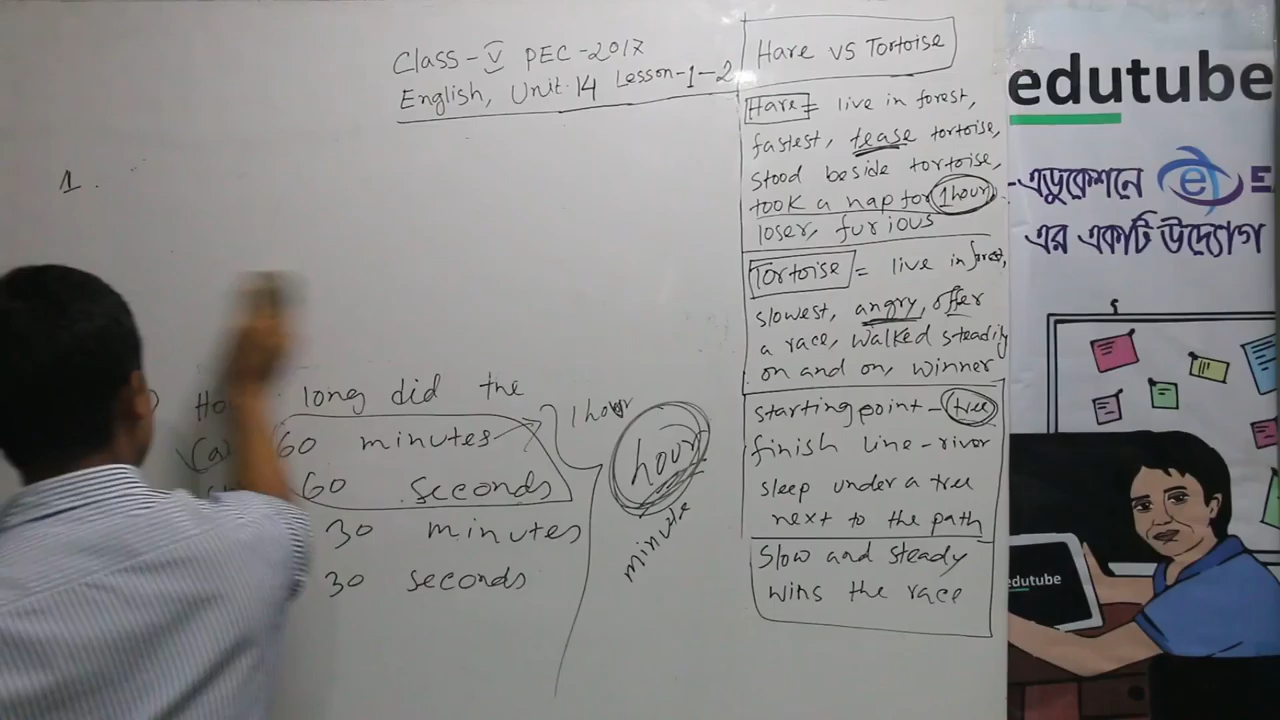 Class-V PEC-2017
English, Unit-14 Lesson-1-2
1.
long did the
60 minutes
60 seconds
30 minutes
30 seconds
1 hour
hour
minute
Hare vs Tortoise
Hare = live in forest,
fastest, tease tortoise,
stood beside tortoise,
took a nap for 1hour
loser, furious
Tortoise = live in forest,
slowest, angry, offer
a race, walked steadily
on and on, winner
starting point - tree
finish line - river
sleep under a tree
next to the path
Slow and steady
wins the race
edutube
-এডুকেশনে e E
এর একটি উদ্যোগ
edutube